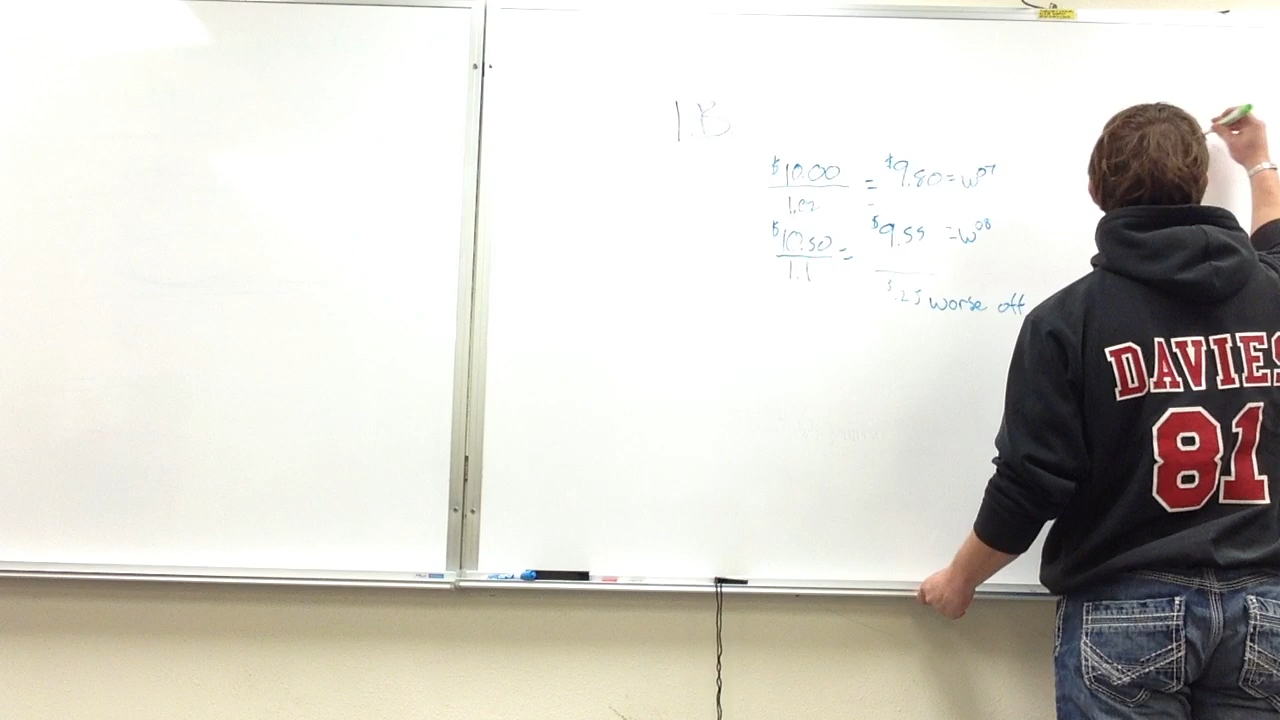 1.B
$10.00 / 1.02 = $9.80 = w07
$10.50 / 1.1 = $9.55 = w08
$.25 worse off
DAVIES
81